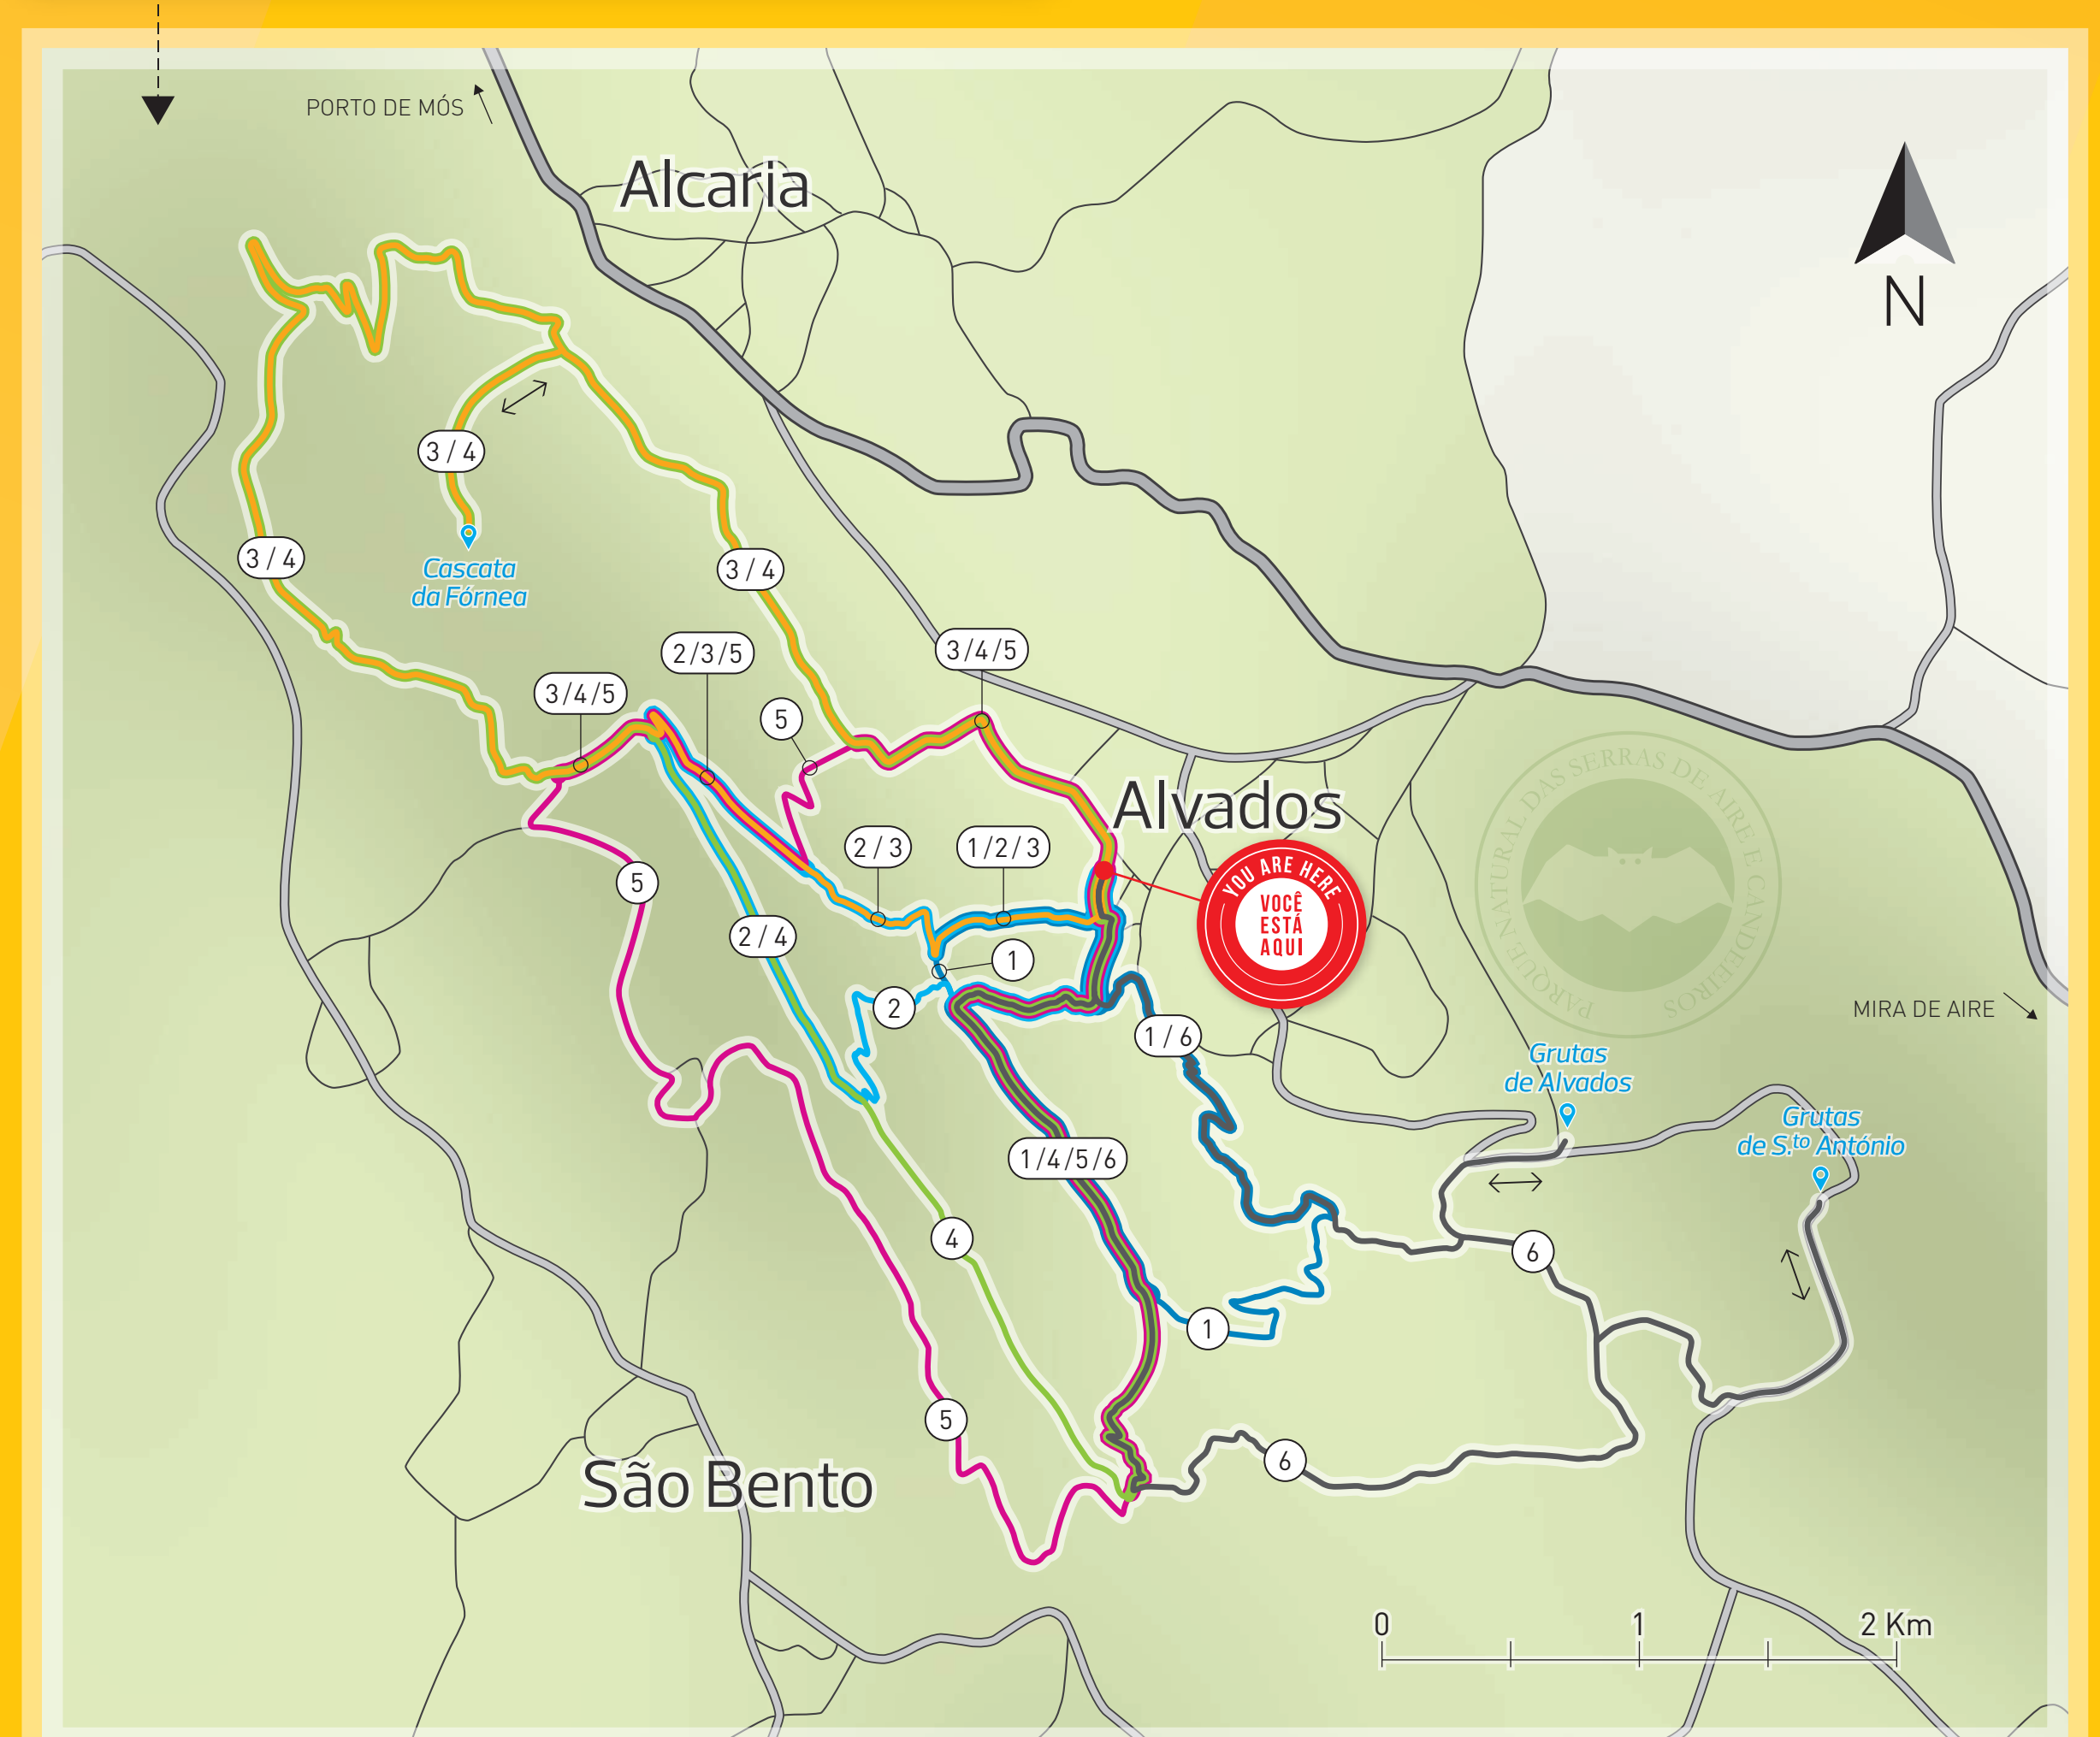 PORTO DE MÓS
Alcaria
N
3 / 4
Cascata
da Fórnea
3 / 4
3 / 4
2/3/5
3/4/5
3/4/5
5
Alvados
PARQUE NATURAL DAS SERRAS DE AIRE E CANDEEIROS
2 / 3
1/2/3
YOU ARE HERE
VOCÊ
ESTÁ
AQUI
5
2 / 4
1
2
MIRA DE AIRE
1 / 6
Grutas
de Alvados
Grutas
de S.to António
1/4/5/6
4
6
1
5
6
São Bento
0 1 2 Km